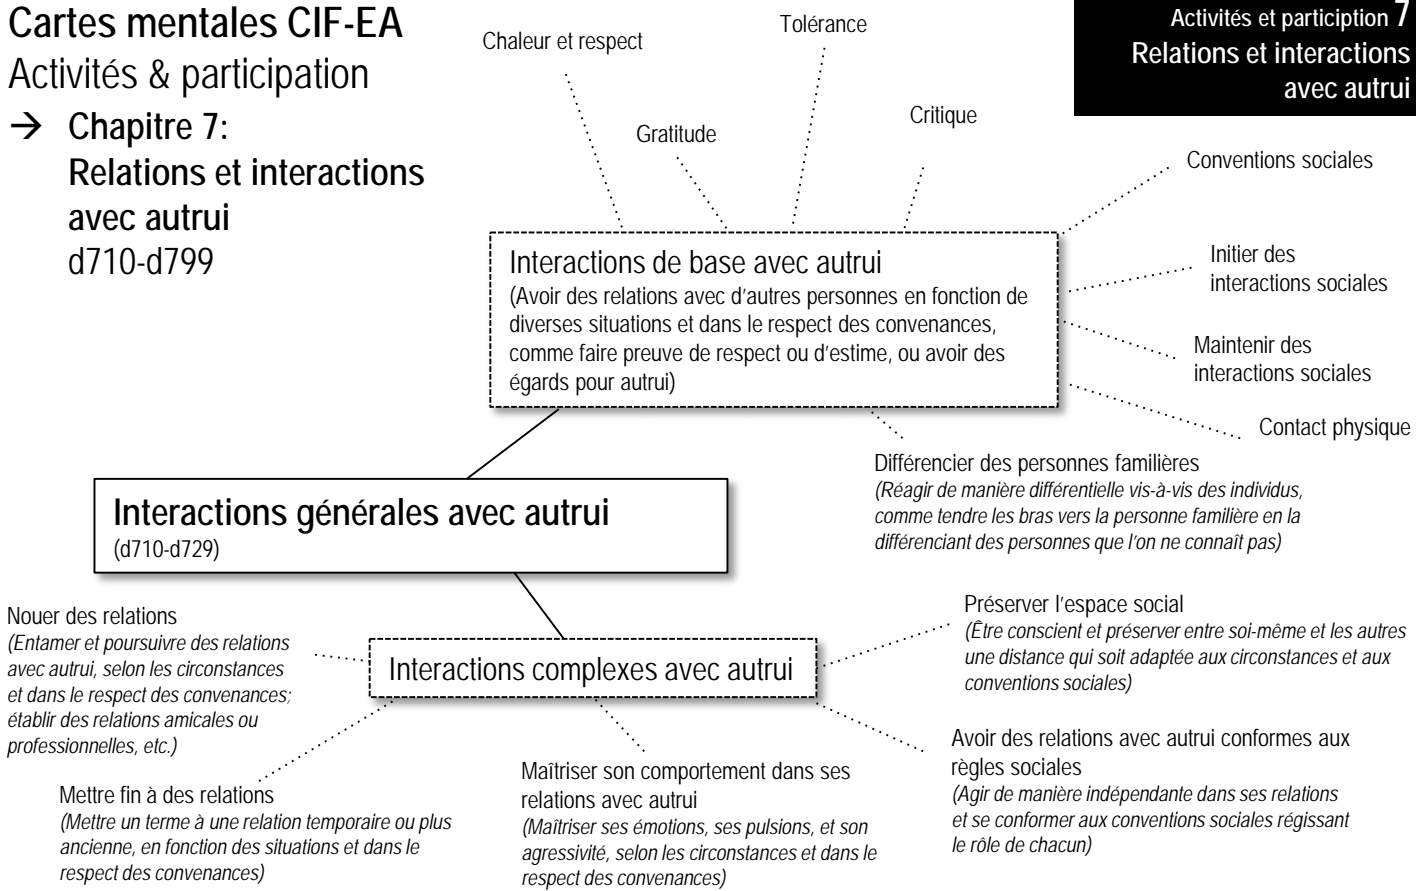 Cartes mentales CIF-EA
Activités & participation
→ Chapitre 7:
Relations et interactions
avec autrui
d710-d799
Activités et particiption 7
Relations et interactions
avec autrui
Chaleur et respect
Tolérance
Gratitude
Critique
Conventions sociales
Initier des
interactions sociales
Maintenir des
interactions sociales
Contact physique
Interactions de base avec autrui
(Avoir des relations avec d'autres personnes en fonction de
diverses situations et dans le respect des convenances,
comme faire preuve de respect ou d'estime, ou avoir des
égards pour autrui)
Différencier des personnes familières
(Réagir de manière différentielle vis-à-vis des individus,
comme tendre les bras vers la personne familière en la
différenciant des personnes que l'on ne connaît pas)
Interactions générales avec autrui
(d710-d729)
Nouer des relations
(Entamer et poursuivre des relations
avec autrui, selon les circonstances
et dans le respect des convenances;
établir des relations amicales ou
professionnelles, etc.)
Interactions complexes avec autrui
Préserver l'espace social
(Être conscient et préserver entre soi-même et les autres
une distance qui soit adaptée aux circonstances et aux
conventions sociales)
Mettre fin à des relations
(Mettre un terme à une relation temporaire ou plus
ancienne, en fonction des situations et dans le
respect des convenances)
Maîtriser son comportement dans ses
relations avec autrui
(Maîtriser ses émotions, ses pulsions, et son
agressivité, selon les circonstances et dans le
respect des convenances)
Avoir des relations avec autrui conformes aux
règles sociales
(Agir de manière indépendante dans ses relations
et se conformer aux conventions sociales régissant
le rôle de chacun)